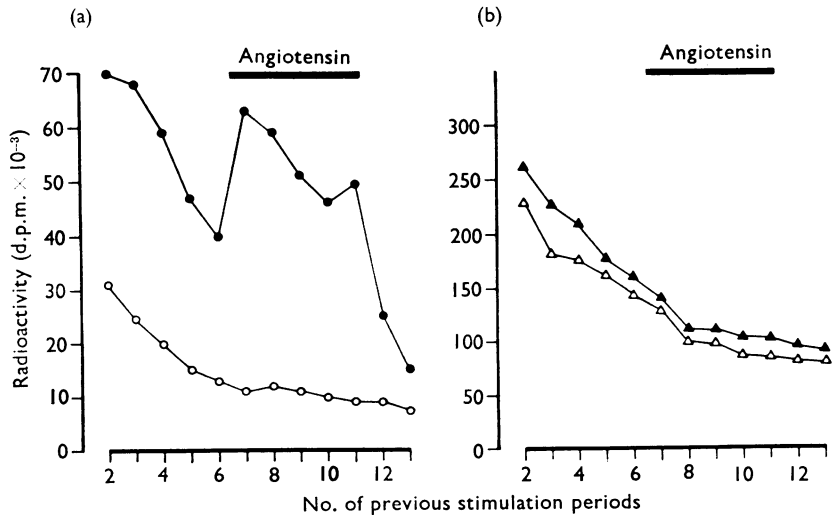 (a)
Angiotensin
70
60
50
40
30
20
10
0
2 4 6 8 10 12
Radioactivity (d.p.m. × 10⁻³)
(b)
Angiotensin
300
250
200
150
100
50
0
2 4 6 8 10 12
No. of previous stimulation periods